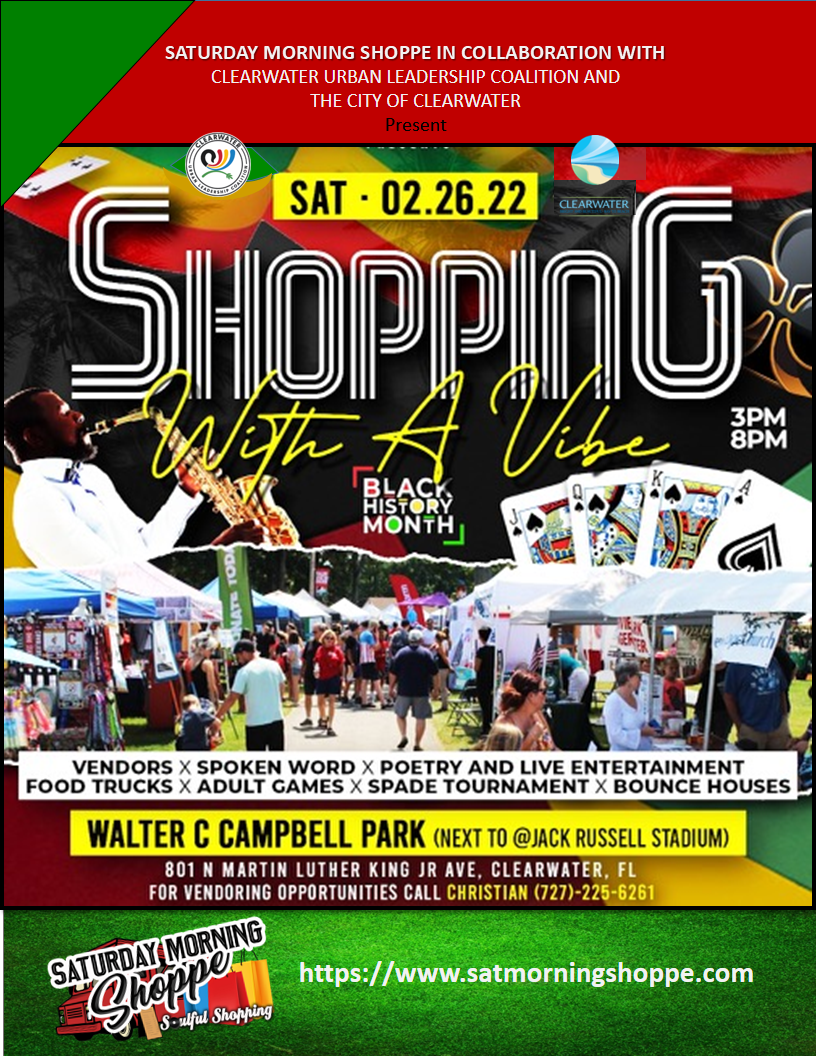 SATURDAY MORNING SHOPPE IN COLLABORATION WITH
CLEARWATER URBAN LEADERSHIP COALITION AND
THE CITY OF CLEARWATER
Present
CLEARWATER
URBAN LEADERSHIP COALITION
SAT · 02.26.22
CLEARWATER
SHOPPING
With A Vibe
3PM
8PM
BLACK
HISTORY
MONTH
J
Q
K
A
VENDORS X SPOKEN WORD X POETRY AND LIVE ENTERTAINMENT
FOOD TRUCKS X ADULT GAMES X SPADE TOURNAMENT X BOUNCE HOUSES
WALTER C CAMPBELL PARK (NEXT TO @JACK RUSSELL STADIUM)
801 N MARTIN LUTHER KING JR AVE, CLEARWATER, FL
FOR VENDORING OPPORTUNITIES CALL CHRISTIAN (727)-225-6261
SATURDAY MORNING
Shoppe
Soulful Shopping
https://www.satmorningshoppe.com